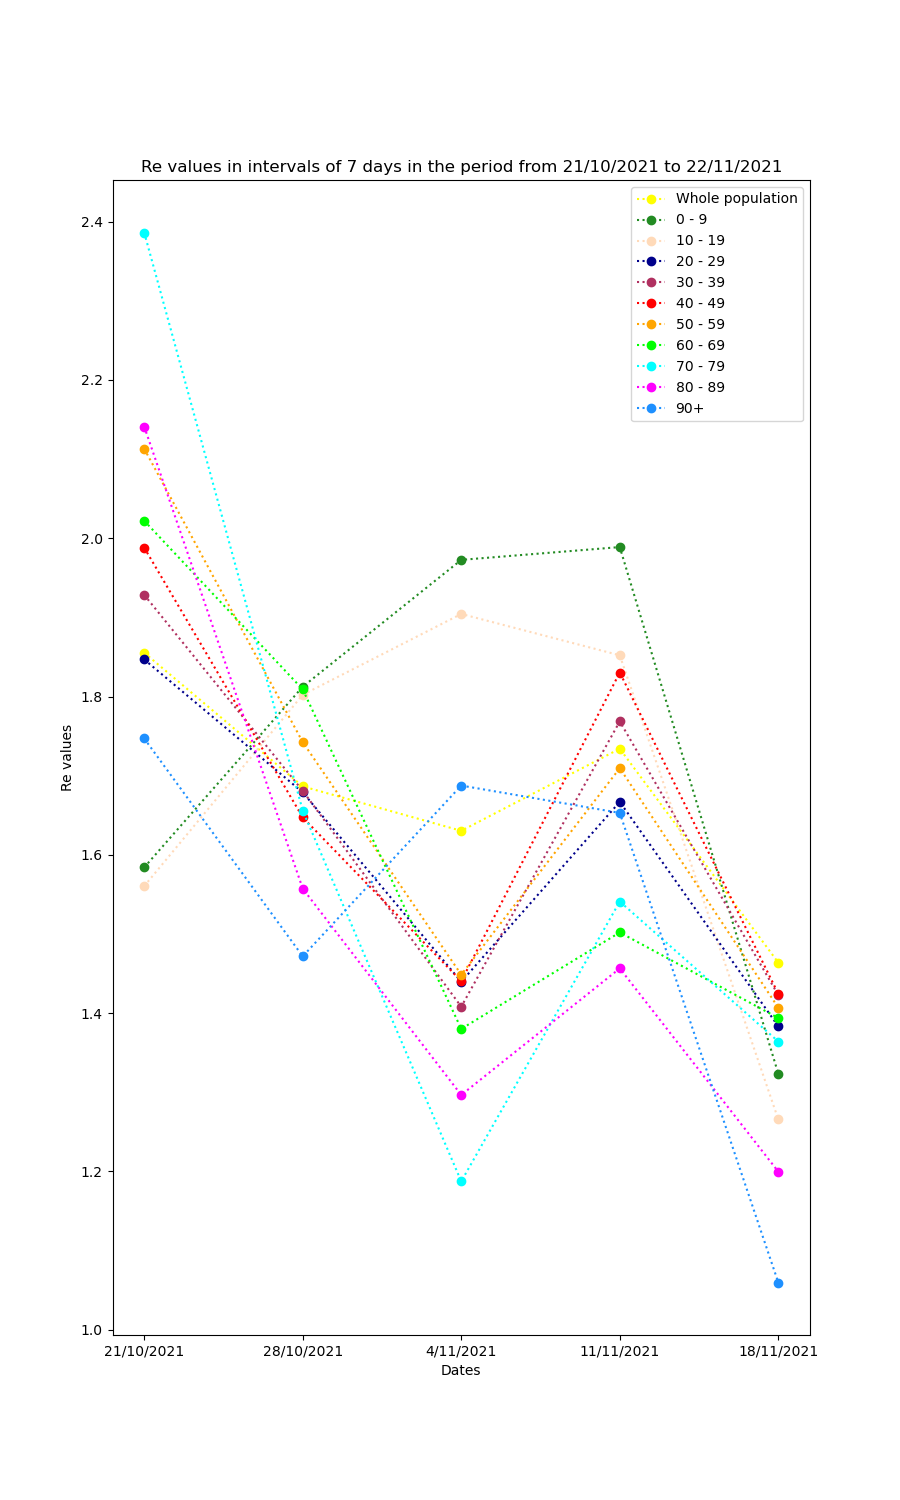 Re values in intervals of 7 days in the period from 21/10/2021 to 22/11/2021
Whole population
0 - 9
10 - 19
20 - 29
30 - 39
40 - 49
50 - 59
60 - 69
70 - 79
80 - 89
90+
2.4
2.2
2.0
1.8
1.6
1.4
1.2
1.0
Re values
21/10/2021 28/10/2021 4/11/2021 11/11/2021 18/11/2021
Dates